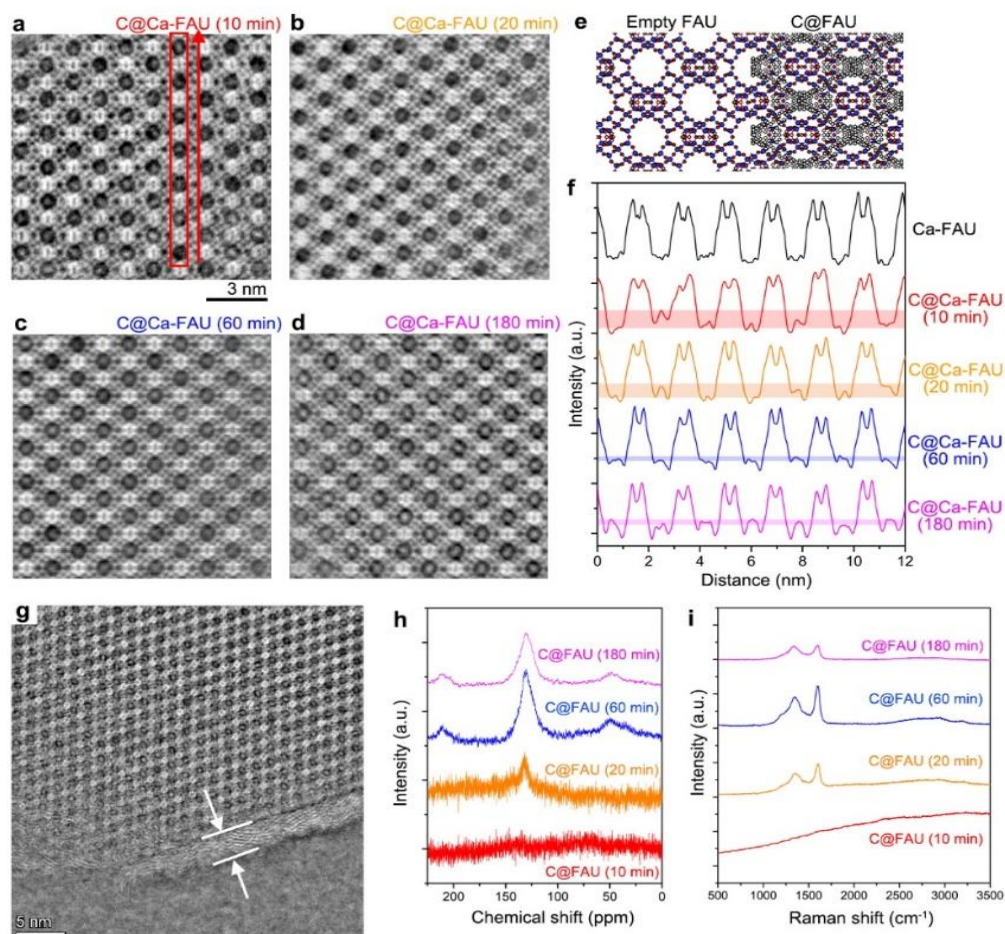 a C@Ca-FAU (10 min)
b C@Ca-FAU (20 min)
3 nm
c C@Ca-FAU (60 min)
d C@Ca-FAU (180 min)
e Empty FAU C@FAU
f
Ca-FAU
C@Ca-FAU
(10 min)
C@Ca-FAU
(20 min)
C@Ca-FAU
(60 min)
C@Ca-FAU
(180 min)
Intensity (a.u.)
0 2 4 6 8 10 12
Distance (nm)
g
5 nm
h
C@FAU (180 min)
C@FAU (60 min)
C@FAU (20 min)
C@FAU (10 min)
Intensity (a.u.)
200 150 100 50 0
Chemical shift (ppm)
i
C@FAU (180 min)
C@FAU (60 min)
C@FAU (20 min)
C@FAU (10 min)
Intensity (a.u.)
500 1000 1500 2000 2500 3000 3500
Raman shift (cm⁻¹)